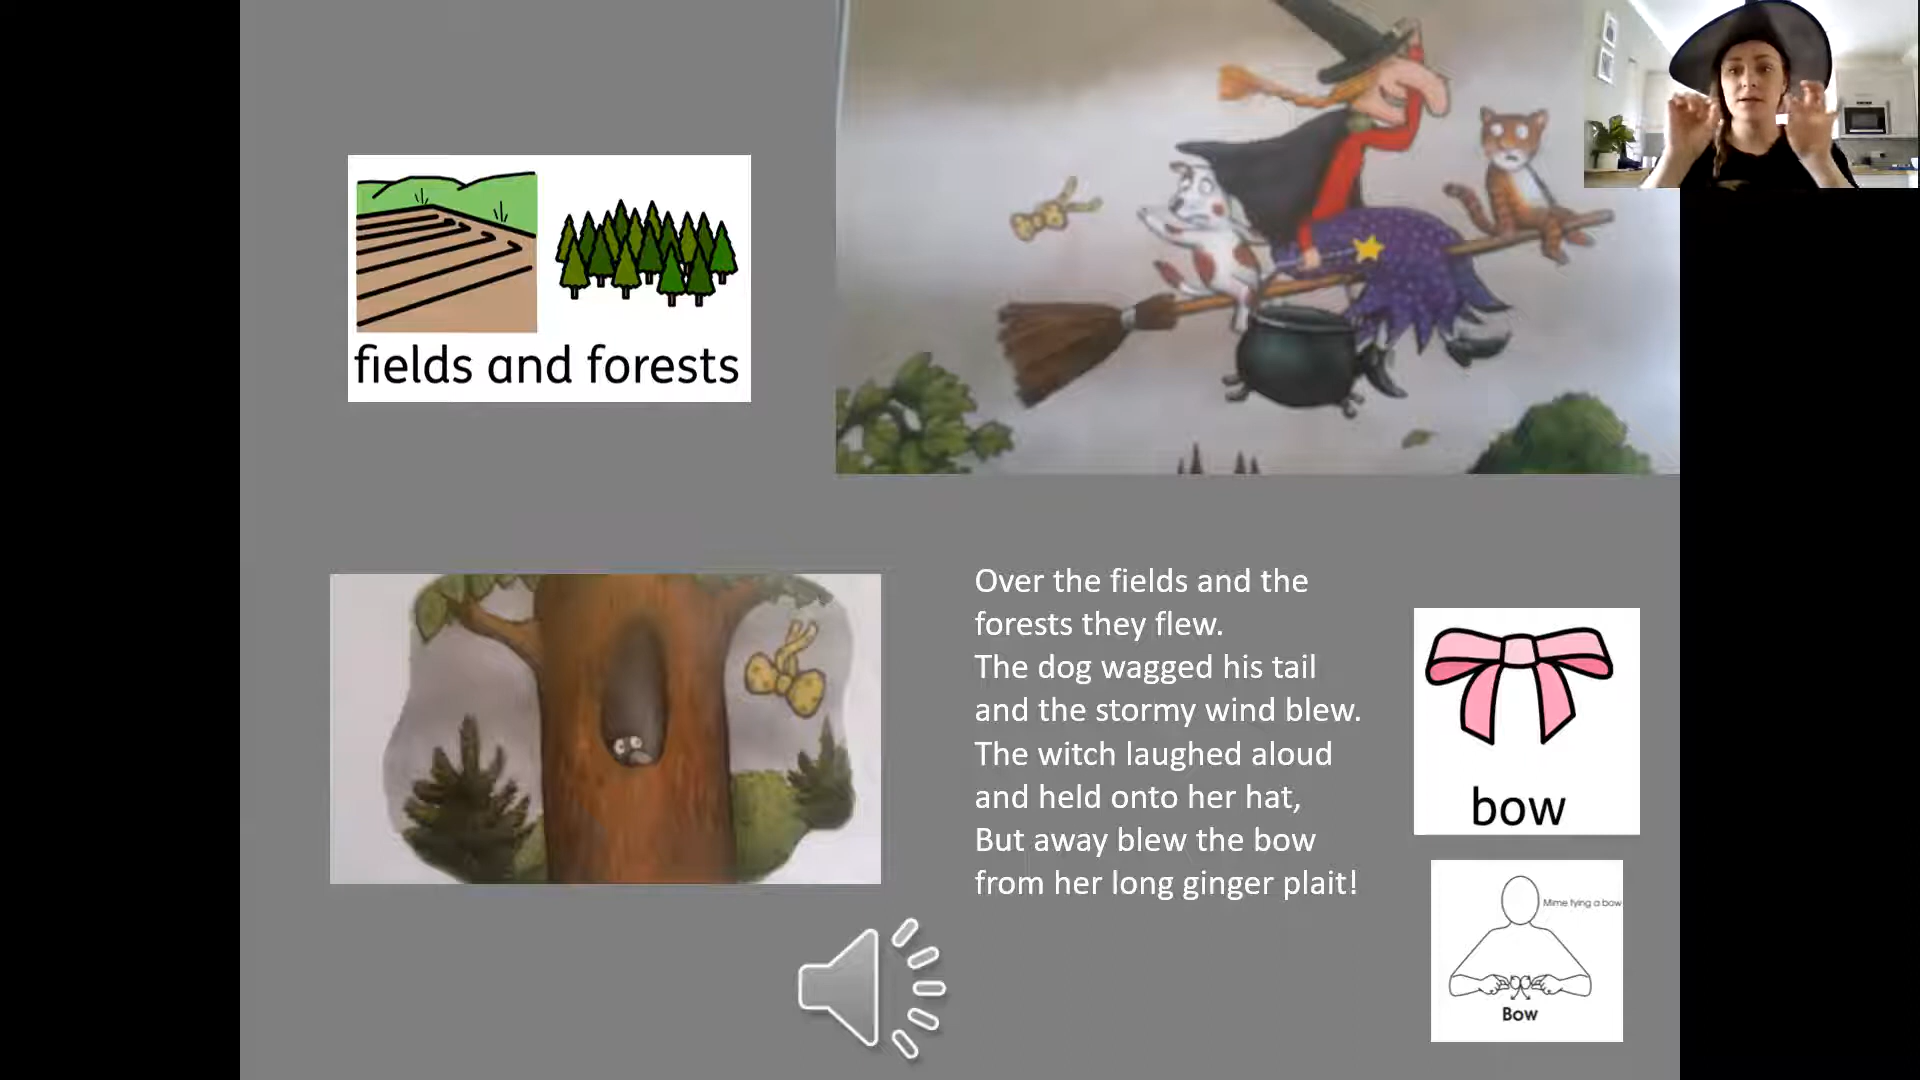 fields and forests
Over the fields and the
forests they flew.
The dog wagged his tail
and the stormy wind blew.
The witch laughed aloud
and held onto her hat,
But away blew the bow
from her long ginger plait!
bow
Mime tying a bow
Bow